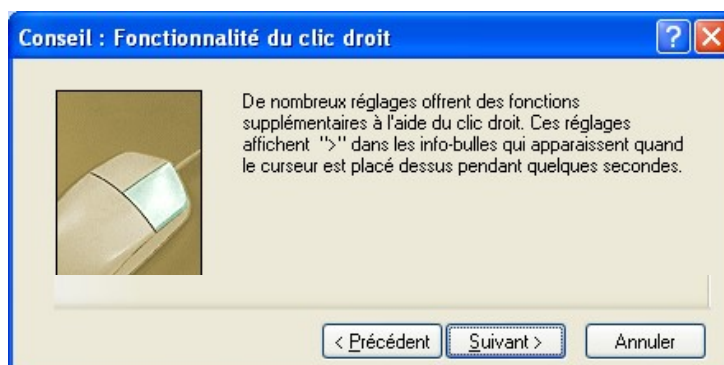 Conseil : Fonctionnalité du clic droit
De nombreux réglages offrent des fonctions
supplémentaires à l'aide du clic droit. Ces réglages
affichent ">" dans les info-bulles qui apparaissent quand
le curseur est placé dessus pendant quelques secondes.
< Précédent Suivant > Annuler